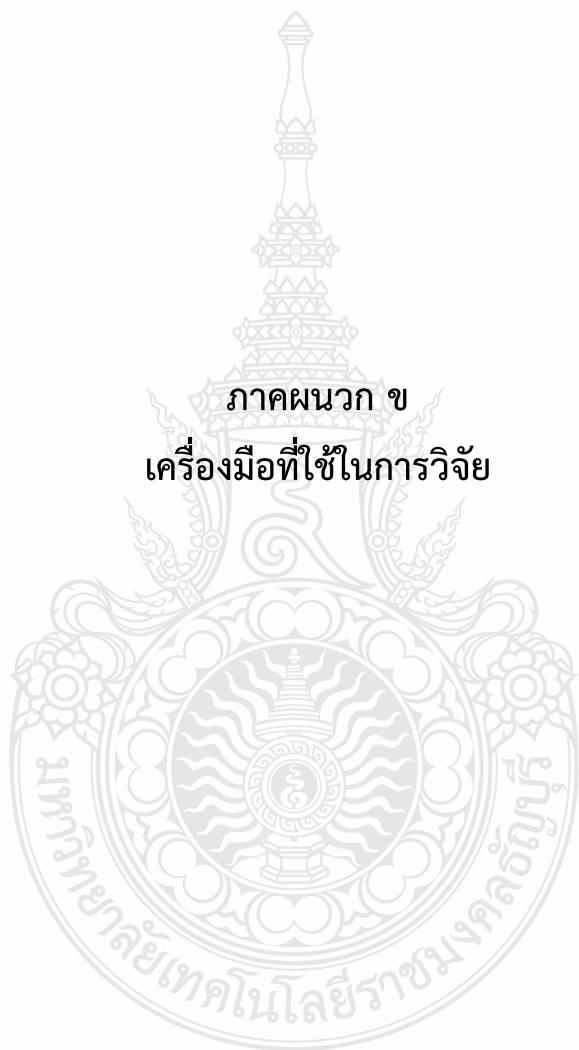 ภาคผนวก ข
เครื่องมือที่ใช้ในการวิจัย
มหาวิทยาลัยเทคโนโลยีราชมงคลธัญบุรี